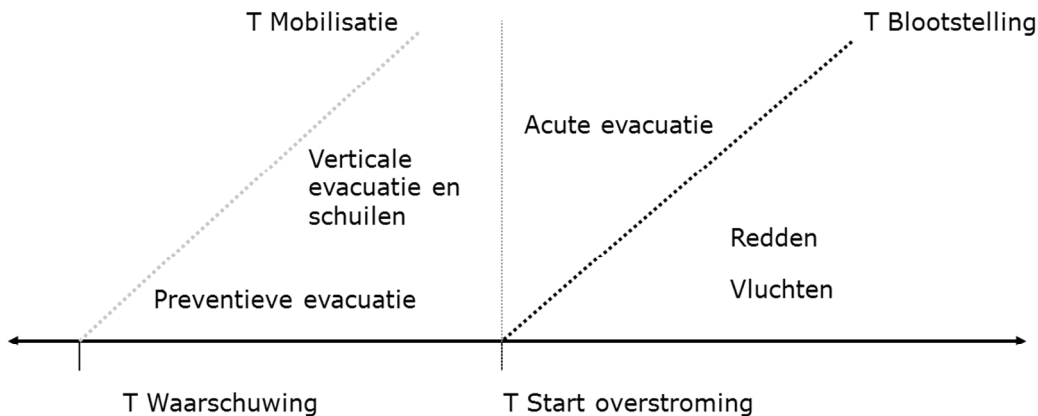 T Mobilisatie
T Blootstelling
Acute evacuatie
Verticale
evacuatie en
schuilen
Redden
Vluchten
Preventieve evacuatie
T Waarschuwing
T Start overstroming